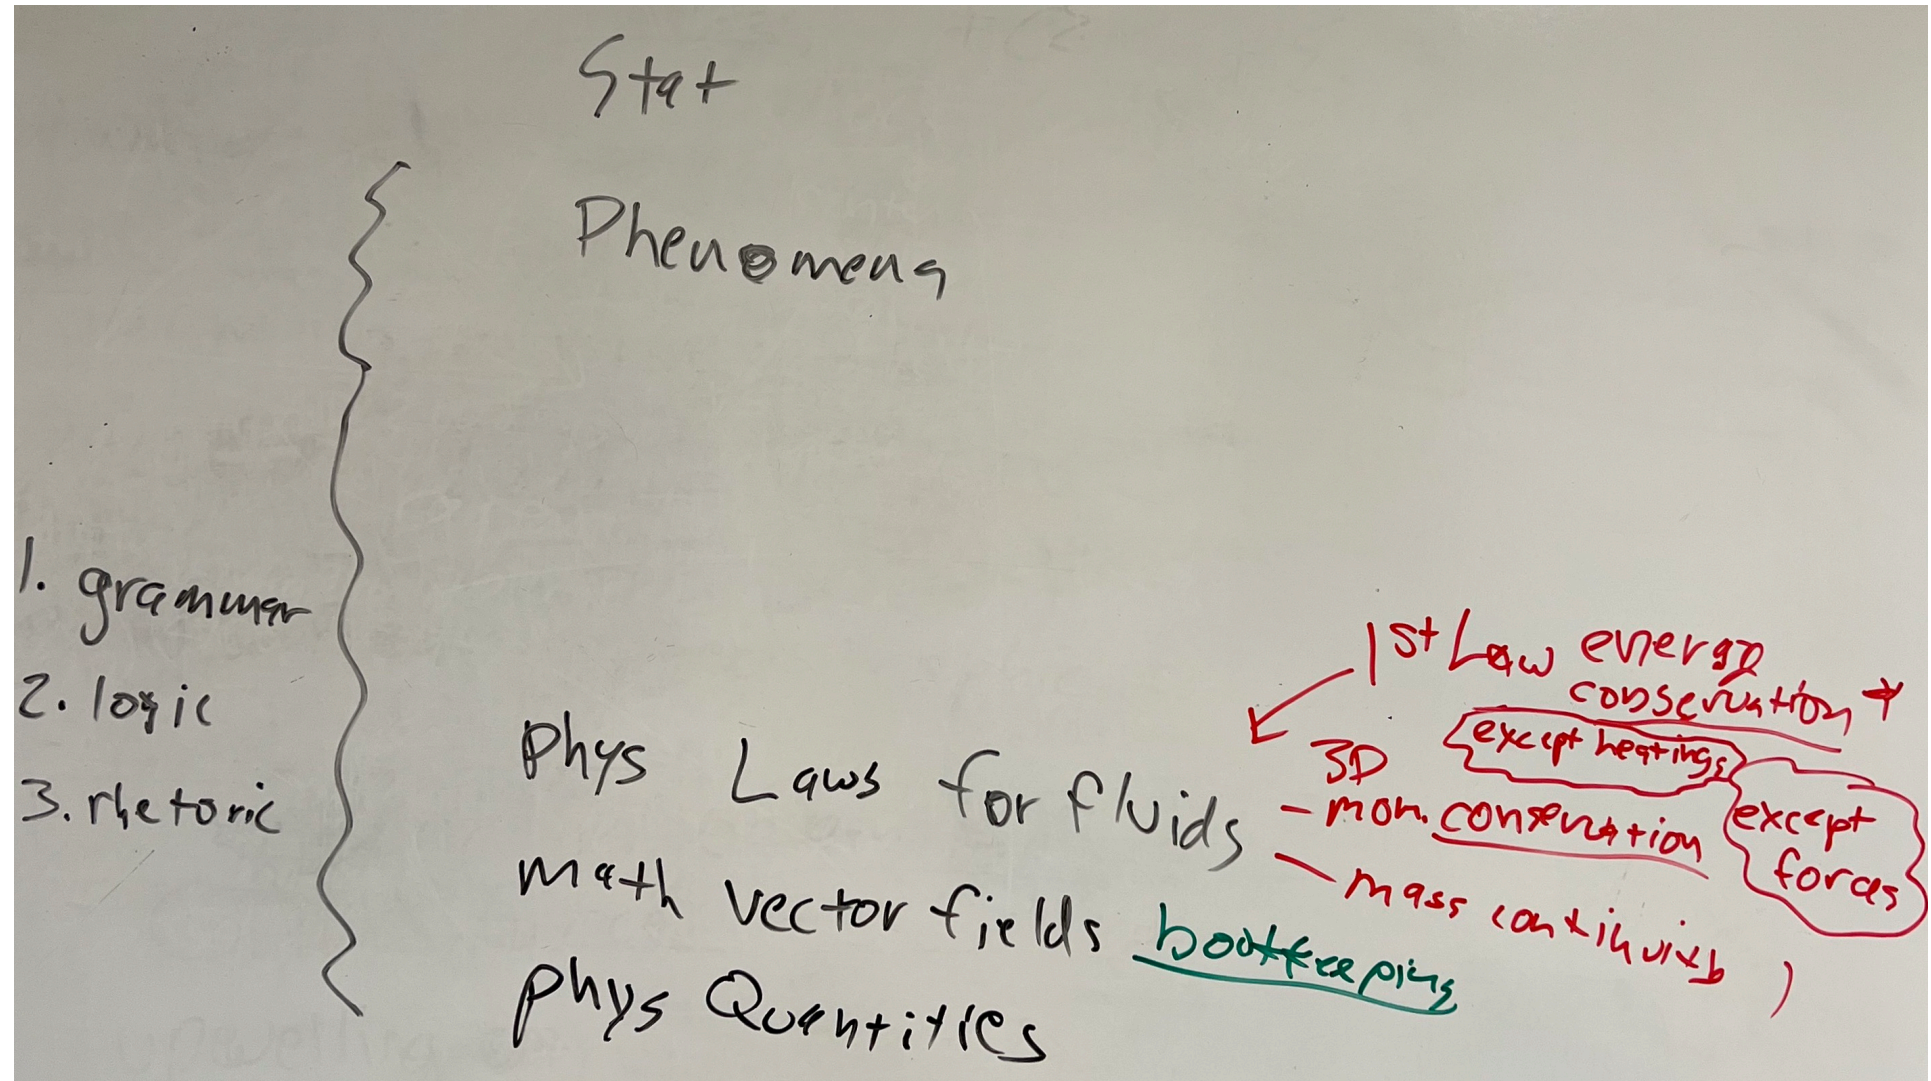 Stat
Phenomena
1. grammar
2. logic
3. rhetoric
1st Law energy
conservation
except heatings
3D
Phys Laws for fluids
- mom. conservation
except
forces
- mass continuity
math vector fields bookkeeping
phys Quantities